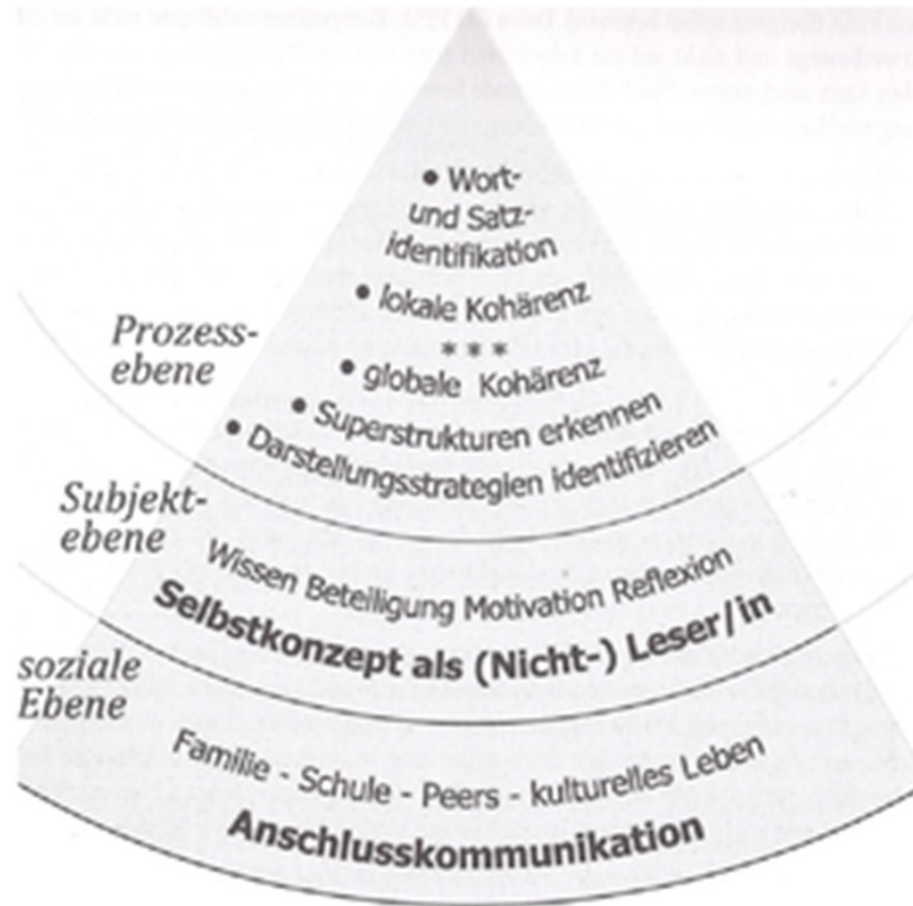 • Wort-
und Satz-
identifikation
• lokale Kohärenz
* * *
• globale Kohärenz
• Superstrukturen erkennen
• Darstellungsstrategien identifizieren
Prozess-
ebene
Wissen Beteiligung Motivation Reflexion
Selbstkonzept als (Nicht-) Leser/in
Subjekt-
ebene
Familie - Schule - Peers - kulturelles Leben
Anschlusskommunikation
soziale
Ebene